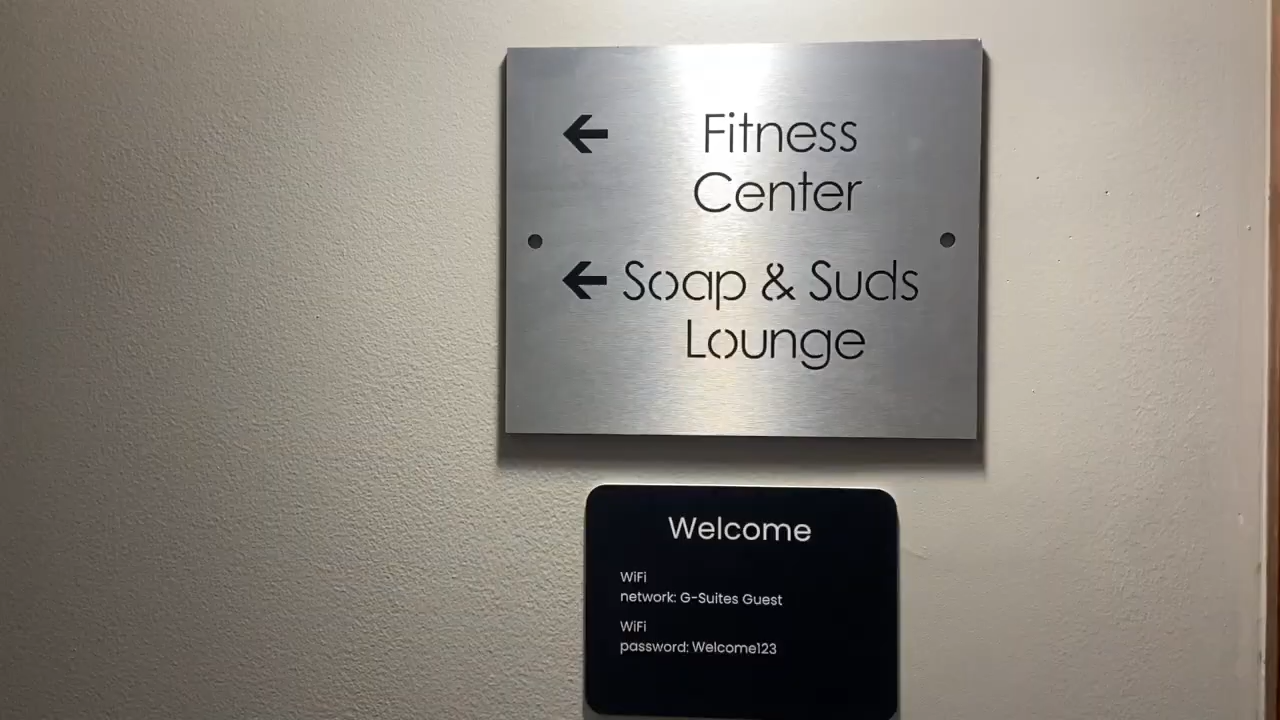 ← Fitness
Center
← Soap & Suds
Lounge
Welcome
WiFi
network: G-Suites Guest
WiFi
password: Welcome123